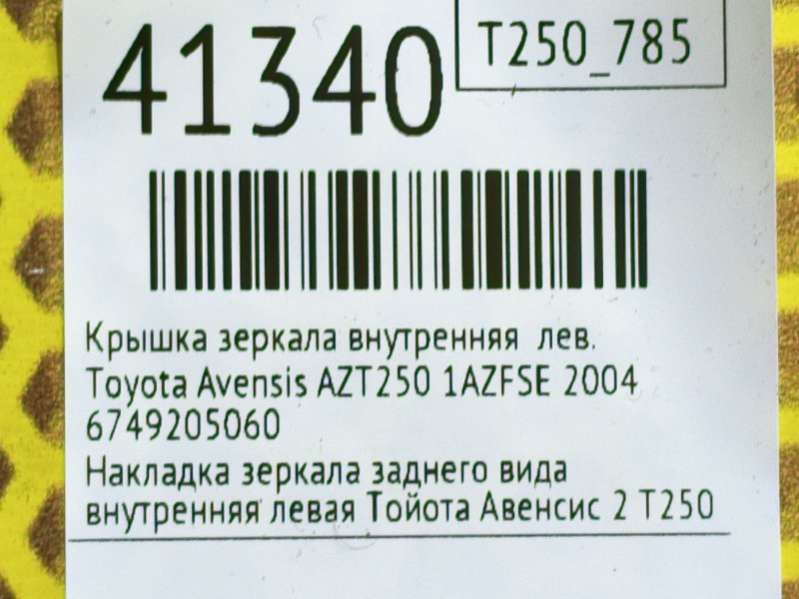 41340
T250_785
Крышка зеркала внутренняя лев.
Toyota Avensis AZT250 1AZFSE 2004
6749205060
Накладка зеркала заднего вида
внутренняя левая Тойота Авенсис 2 Т250